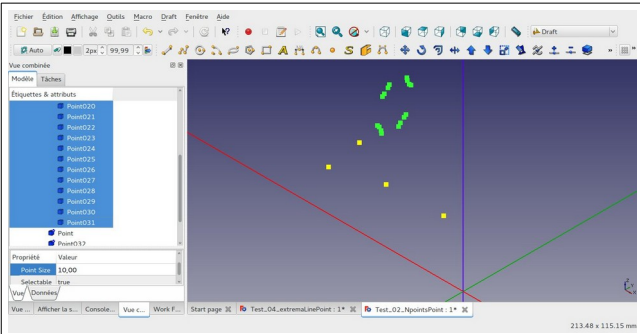 Fichier Édition Affichage Outils Macro Draft Fenêtre Aide
Draft
Auto 2px 99,99
Vue combinée
Modèle Tâches
Étiquettes & attributs
Point020
Point021
Point022
Point023
Point024
Point025
Point026
Point027
Point028
Point029
Point030
Point031
Point
Point032
Propriété Valeur
Point Size 10,00
Selectable true
Vue Données
Vue ... Afficher la s... Console... Vue c... Work F... Start page Test_04_extremaLinePoint : 1* Test_02_NpointsPoint : 1*
213.48 x 115.15 mm